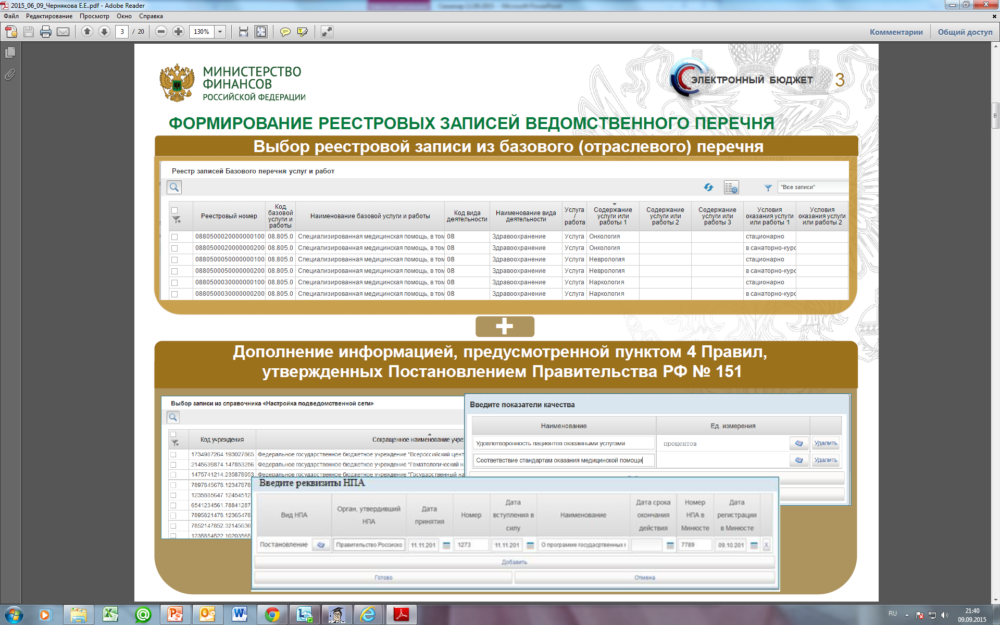 2015_06_09_Чернякова Е.Е..pdf - Adobe Reader
Файл Редактирование Просмотр Окно Справка
3 / 20 130% Комментарии Общий доступ
МИНИСТЕРСТВО
ФИНАНСОВ
РОССИЙСКОЙ ФЕДЕРАЦИИ
ЭЛЕКТРОННЫЙ БЮДЖЕТ 3
ФОРМИРОВАНИЕ РЕЕСТРОВЫХ ЗАПИСЕЙ ВЕДОМСТВЕННОГО ПЕРЕЧНЯ
Выбор реестровой записи из базового (отраслевого) перечня
Реестр записей Базового перечня услуг и работ
"Все записи"
Реестровый номер Код базовой услуги и работы Наименование базовой услуги и работы Код вида деятельности Наименование вида деятельности Услуга / работа Содержание услуги или работы 1 Содержание услуги или работы 2 Содержание услуги или работы 3 Условия оказания услуги или работы 1 Условия оказания услуги или работы 2
0880500020000000100 08.805.0 Специализированная медицинская помощь, в том 08 Здравоохранение Услуга Онкология стационарно
0880500020000000200 08.805.0 Специализированная медицинская помощь, в том 08 Здравоохранение Услуга Онкология в санаторно-курс
0880500050000000100 08.805.0 Специализированная медицинская помощь, в том 08 Здравоохранение Услуга Неврология стационарно
0880500050000000200 08.805.0 Специализированная медицинская помощь, в том 08 Здравоохранение Услуга Неврология в санаторно-курс
0880500030000000100 08.805.0 Специализированная медицинская помощь, в том 08 Здравоохранение Услуга Наркология стационарно
0880500030000000200 08.805.0 Специализированная медицинская помощь, в том 08 Здравоохранение Услуга Наркология в санаторно-курс
Дополнение информацией, предусмотренной пунктом 4 Правил,
утвержденных Постановлением Правительства РФ № 151
Выбор записи из справочника «Настройка подведомственной сети»
Код учреждения Сокращенное наименование учре
1734987264.193027865 Федеральное государственное бюджетное учреждение "Всероссийский цент
2145639874.147853256 Федеральное государственное бюджетное учреждение "Гематологический н
1475741214.235878953 Федеральное государственное бюджетное учреждение "Государственный на
7897845678.12347878
1235885647.12454512
6541234561.78841287
7895821478.12365478
7852147852.32145636
1235854522.10203565
Введите показатели качества
Наименование Ед. измерения
Удовлетворонность пациентов оказанными услугами процентов Удалить
Соответвствие стандартам оказания медицинской помощи Удалить
Введите реквизиты НПА
Вид НПА Орган, утвердивший НПА Дата принятия Номер Дата вступления в силу Наименование Дата срока окончания действия Номер НПА в Минюсте Дата регистрации в Минюсте
Постановление Правительство Россиско 11.11.201 1273 11.11.201 О программе государтвенных 7789 09.10.201 X
Добавить
Готово Отмена
RU 21:40
09.09.2015